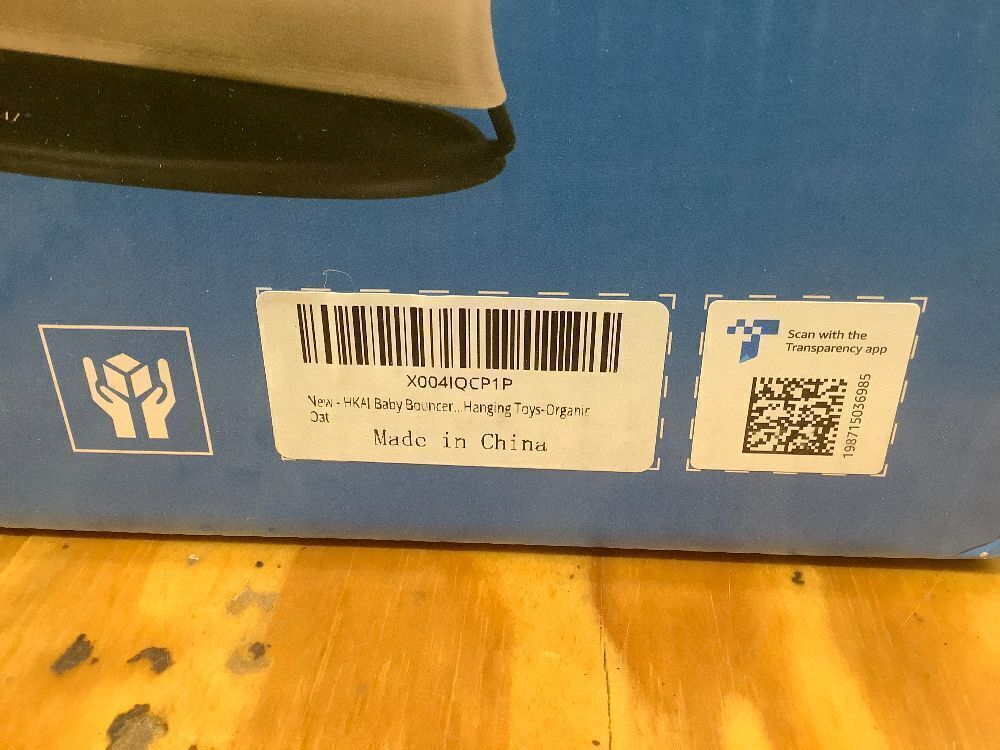 X004IQCP1P
New - HKAI Baby Bouncer...Hanging Toys-Organic
Oat
Made in China
Scan with the
Transparency app
198715036985